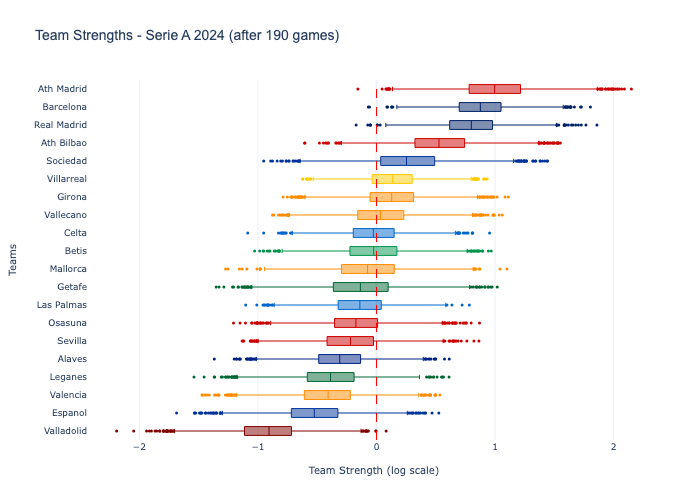 Team Strengths - Serie A 2024 (after 190 games)
Ath Madrid
Barcelona
Real Madrid
Ath Bilbao
Sociedad
Villarreal
Girona
Vallecano
Celta
Betis
Mallorca
Getafe
Las Palmas
Osasuna
Sevilla
Alaves
Leganes
Valencia
Espanol
Valladolid
Teams
−2 −1 0 1 2
Team Strength (log scale)